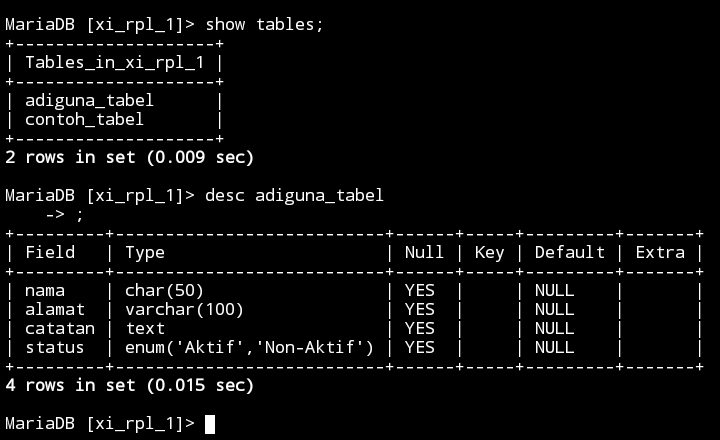 MariaDB [xi_rpl_1]> show tables;
+--------------------+
| Tables_in_xi_rpl_1 |
+--------------------+
| adiguna_tabel      |
| contoh_tabel       |
+--------------------+
2 rows in set (0.009 sec)
MariaDB [xi_rpl_1]> desc adiguna_tabel
    -> ;
+---------+---------------------------+------+-----+---------+-------+
| Field   | Type                      | Null | Key | Default | Extra |
+---------+---------------------------+------+-----+---------+-------+
| nama    | char(50)                  | YES  |     | NULL    |       |
| alamat  | varchar(100)              | YES  |     | NULL    |       |
| catatan | text                      | YES  |     | NULL    |       |
| status  | enum('Aktif','Non-Aktif') | YES  |     | NULL    |       |
+---------+---------------------------+------+-----+---------+-------+
4 rows in set (0.015 sec)
MariaDB [xi_rpl_1]>